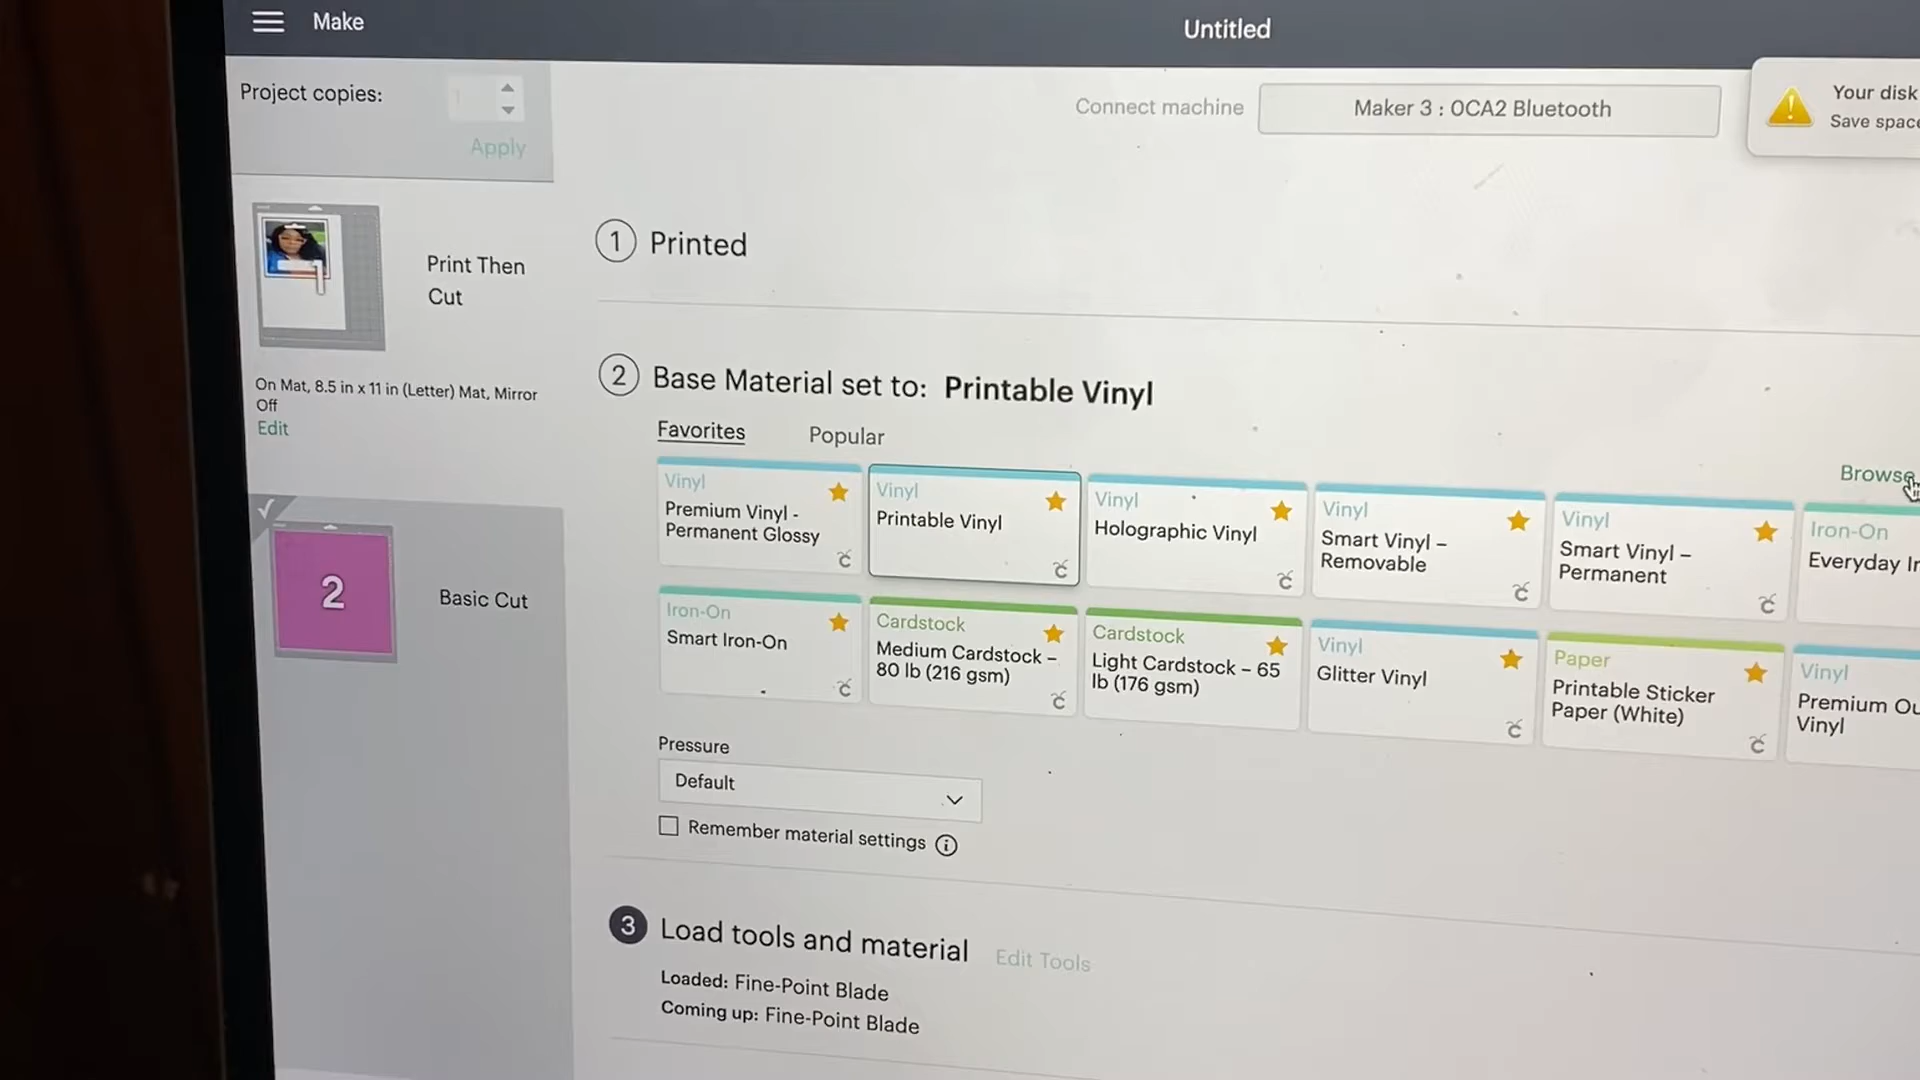 Make
Untitled
Project copies:
Apply
Connect machine
Maker 3 : 0CA2 Bluetooth
Your disk
Save space
Print Then
Cut
On Mat, 8.5 in x 11 in (Letter) Mat, Mirror
Off
Edit
2
Basic Cut
1 Printed
2 Base Material set to: Printable Vinyl
Favorites
Popular
Browse
Vinyl
Premium Vinyl -
Permanent Glossy
Vinyl
Printable Vinyl
Vinyl
Holographic Vinyl
Vinyl
Smart Vinyl –
Removable
Vinyl
Smart Vinyl –
Permanent
Iron-On
Everyday
Iron-On
Smart Iron-On
Cardstock
Medium Cardstock –
80 lb (216 gsm)
Cardstock
Light Cardstock – 65
lb (176 gsm)
Vinyl
Glitter Vinyl
Paper
Printable Sticker
Paper (White)
Vinyl
Premium
Vinyl
Pressure
Default
Remember material settings
3 Load tools and material
Edit Tools
Loaded: Fine-Point Blade
Coming up: Fine-Point Blade